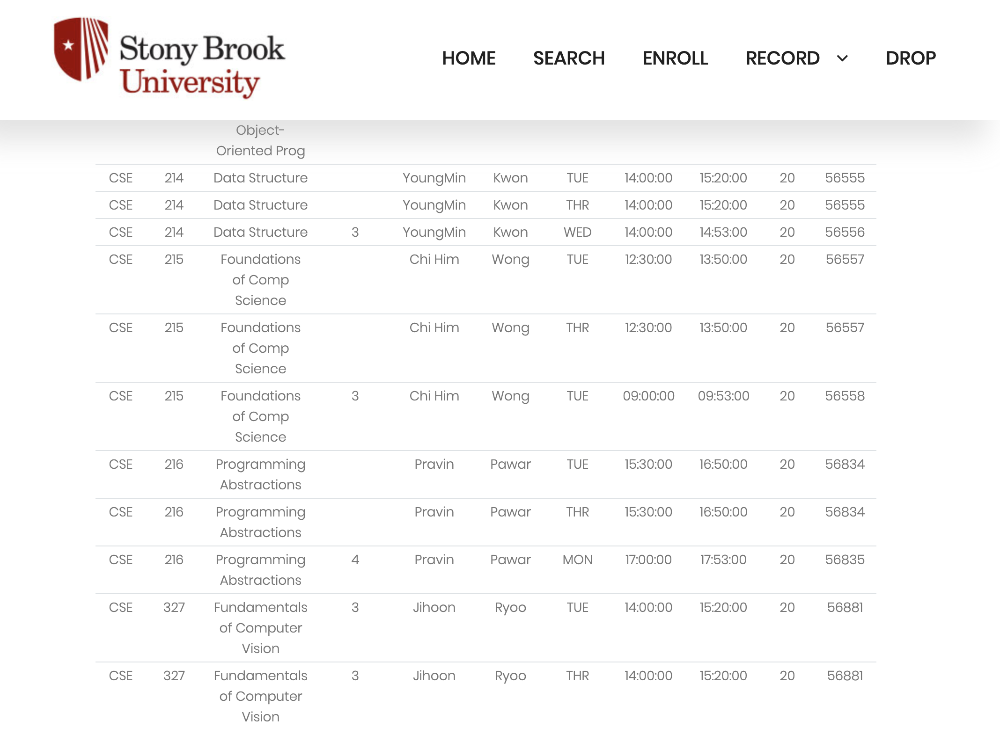 Stony Brook
University
HOME SEARCH ENROLL RECORD DROP
Object-
Oriented Prog
CSE 214 Data Structure YoungMin Kwon TUE 14:00:00 15:20:00 20 56555
CSE 214 Data Structure YoungMin Kwon THR 14:00:00 15:20:00 20 56555
CSE 214 Data Structure 3 YoungMin Kwon WED 14:00:00 14:53:00 20 56556
CSE 215 Foundations Chi Him Wong TUE 12:30:00 13:50:00 20 56557
of Comp
Science
CSE 215 Foundations Chi Him Wong THR 12:30:00 13:50:00 20 56557
of Comp
Science
CSE 215 Foundations 3 Chi Him Wong TUE 09:00:00 09:53:00 20 56558
of Comp
Science
CSE 216 Programming Pravin Pawar TUE 15:30:00 16:50:00 20 56834
Abstractions
CSE 216 Programming Pravin Pawar THR 15:30:00 16:50:00 20 56834
Abstractions
CSE 216 Programming 4 Pravin Pawar MON 17:00:00 17:53:00 20 56835
Abstractions
CSE 327 Fundamentals 3 Jihoon Ryoo TUE 14:00:00 15:20:00 20 56881
of Computer
Vision
CSE 327 Fundamentals 3 Jihoon Ryoo THR 14:00:00 15:20:00 20 56881
of Computer
Vision